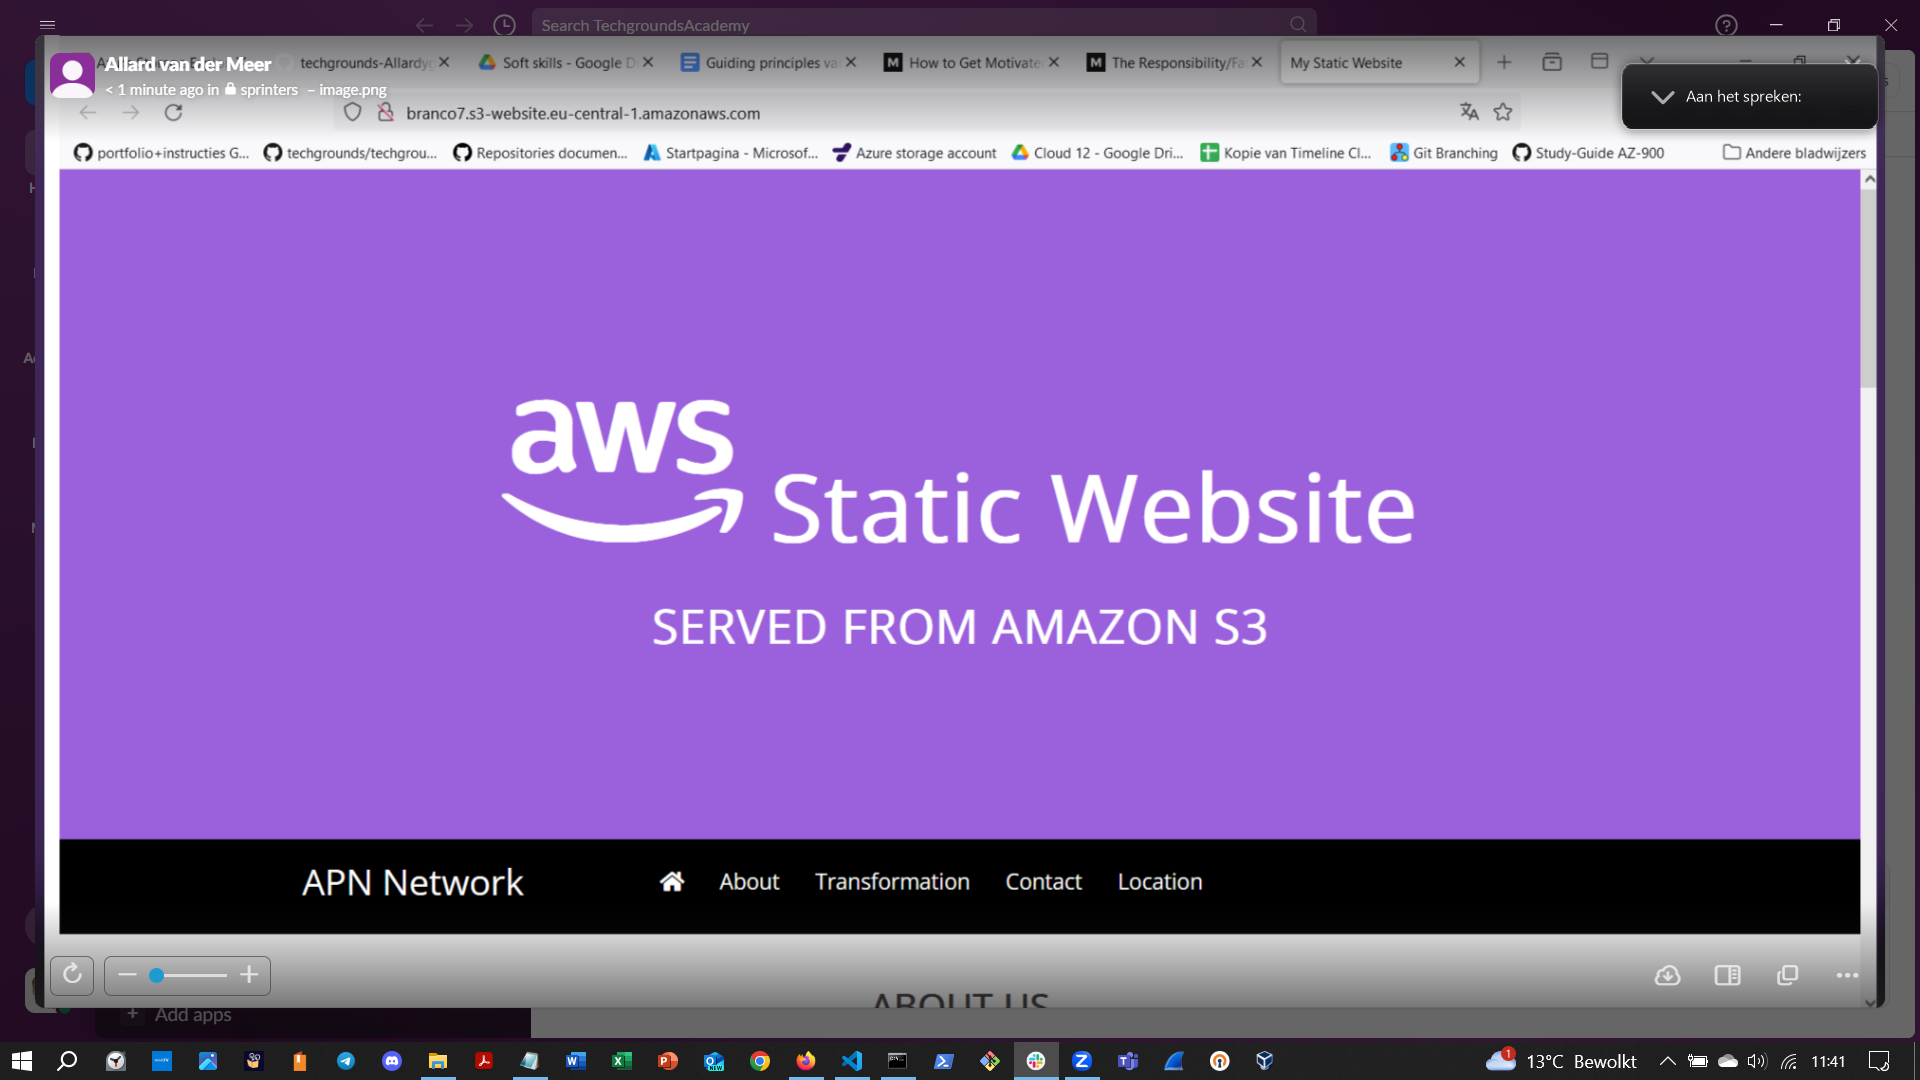 Search TechgroundsAcademy
Allard van der Meer
< 1 minute ago in sprinters – image.png
techgrounds-Allardyg
Soft skills - Google D
Guiding principles va
How to Get Motivate
The Responsibility/Fa
My Static Website
Aan het spreken:
branco7.s3-website.eu-central-1.amazonaws.com
portfolio+instructies G...
techgrounds/techgrou...
Repositories documen...
Startpagina - Microsof...
Azure storage account
Cloud 12 - Google Dri...
Kopie van Timeline Cl...
Git Branching
Study-Guide AZ-900
Andere bladwijzers
aws
Static Website
SERVED FROM AMAZON S3
APN Network
About
Transformation
Contact
Location
ABOUT US
Add apps
1
13°C Bewolkt
11:41